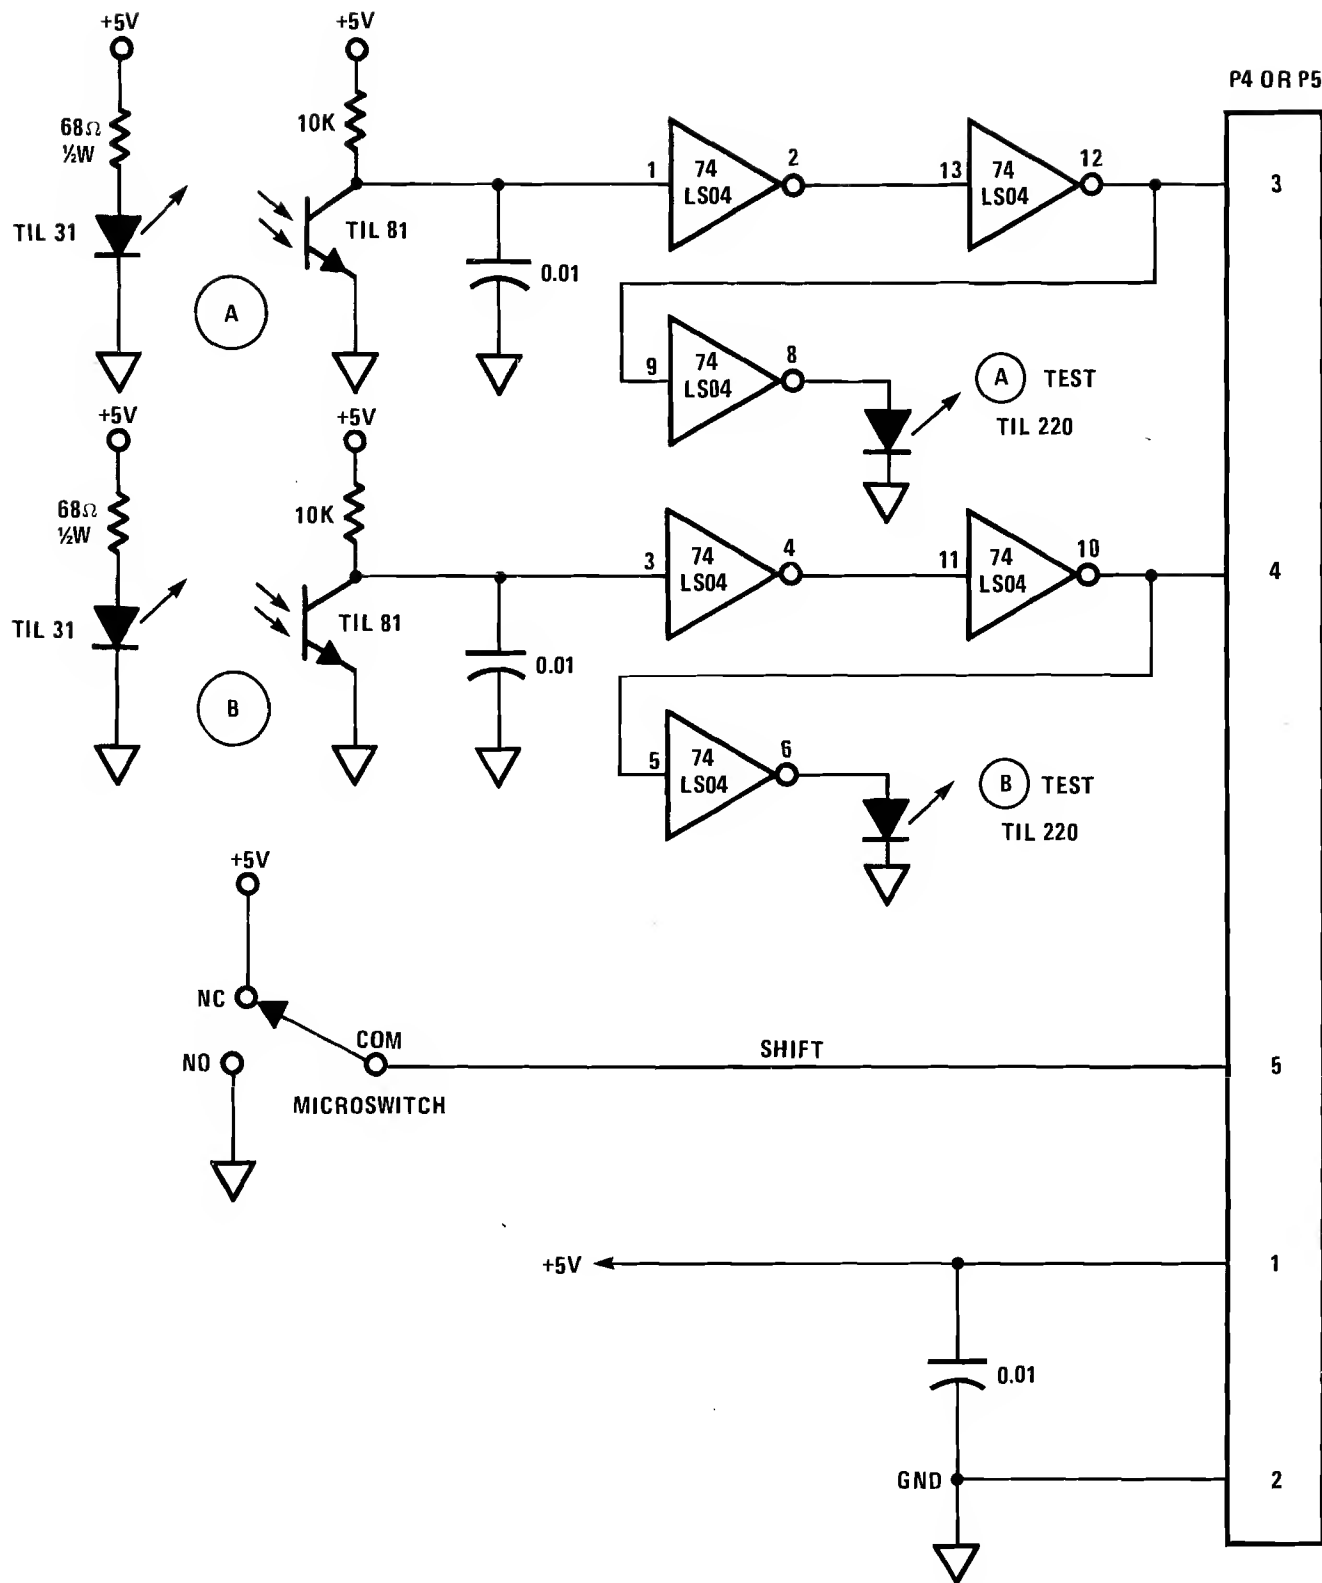 +5V
+5V
P4 OR P5
68Ω
½W
10K
TIL 31
TIL 81
A
0.01
1
74
LS04
2
13
74
LS04
12
3
9
74
LS04
8
A TEST
TIL 220
+5V
+5V
68Ω
½W
10K
TIL 31
TIL 81
B
0.01
3
74
LS04
4
11
74
LS04
10
4
5
74
LS04
6
B TEST
TIL 220
+5V
NC
NO
COM
MICROSWITCH
SHIFT
5
+5V
1
0.01
GND
2